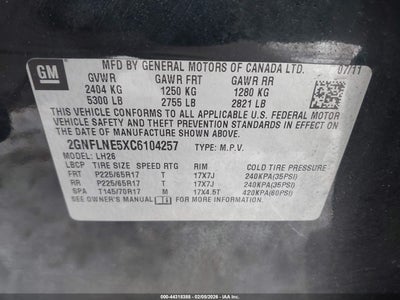 GM
MFD BY GENERAL MOTORS OF CANADA LTD. 07/11
GVWR GAWR FRT GAWR RR
2404 KG 1250 KG 1280 KG
5300 LB 2755 LB 2821 LB
THIS VEHICLE CONFORMS TO ALL APPLICABLE U.S. FEDERAL MOTOR
VEHICLE SAFETY AND THEFT PREVENTION STANDARDS IN EFFECT ON THE
DATE OF MANUFACTURE SHOWN ABOVE.
2GNFLNE5XC6104257 TYPE: M.P.V.
MODEL: LH26
LBCP TIRE SIZE SPEED RTG RIM COLD TIRE PRESSURE
FRT P225/65R17 T 17X7J 240KPA(35PSI)
RR P225/65R17 T 17X7J 240KPA(35PSI)
SPA T145/70R17 M 17X4.5T 420KPA(60PSI)
SEE OWNER'S MANUAL FOR MORE INFORMATION.
000-44318388 - 02/09/2026 - IAAI.COM